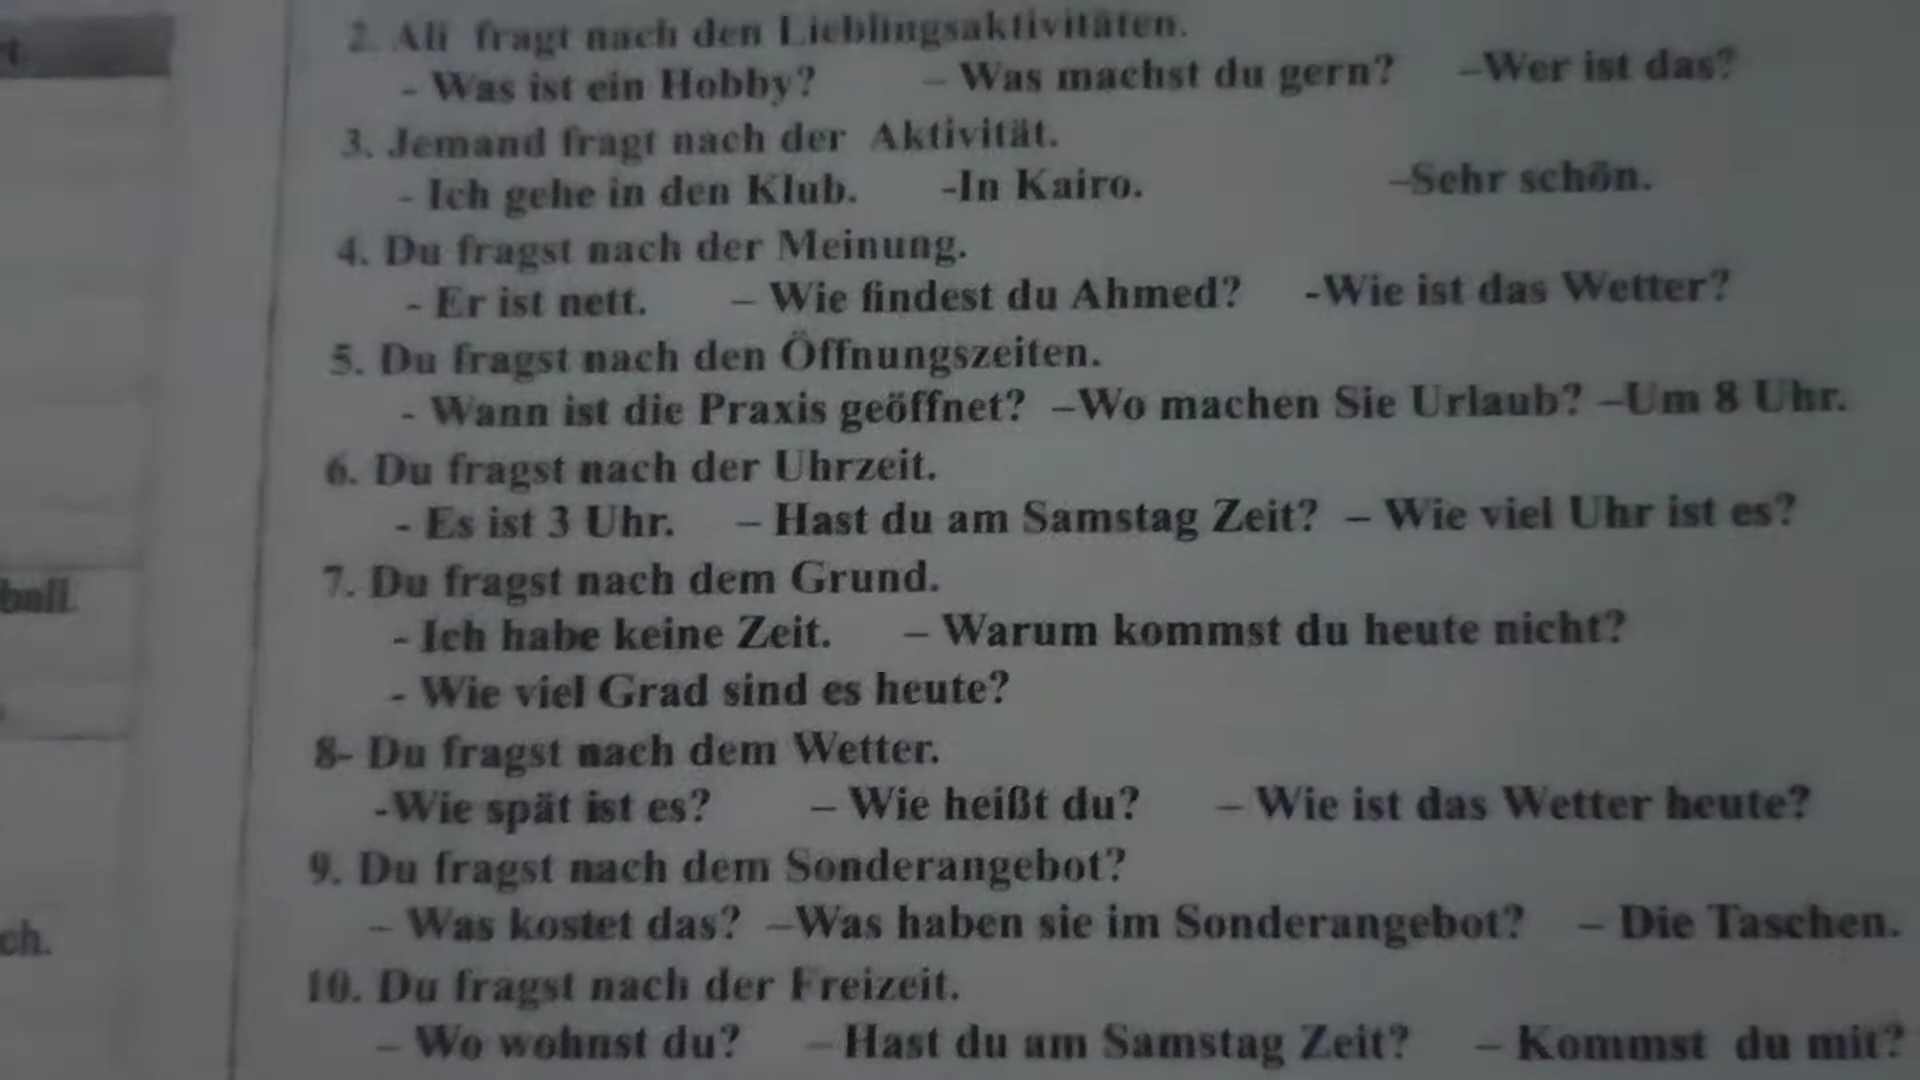 t.
2. Ali fragt nach den Lieblingsaktivitäten.
- Was ist ein Hobby? – Was machst du gern? –Wer ist das?
3. Jemand fragt nach der Aktivität.
- Ich gehe in den Klub. -In Kairo. –Sehr schön.
4. Du fragst nach der Meinung.
- Er ist nett. – Wie findest du Ahmed? -Wie ist das Wetter?
5. Du fragst nach den Öffnungszeiten.
- Wann ist die Praxis geöffnet? –Wo machen Sie Urlaub? –Um 8 Uhr.
6. Du fragst nach der Uhrzeit.
- Es ist 3 Uhr. – Hast du am Samstag Zeit? – Wie viel Uhr ist es?
7. Du fragst nach dem Grund.
ball.
- Ich habe keine Zeit. – Warum kommst du heute nicht?
- Wie viel Grad sind es heute?
8- Du fragst nach dem Wetter.
-Wie spät ist es? – Wie heißt du? – Wie ist das Wetter heute?
9. Du fragst nach dem Sonderangebot?
– Was kostet das? –Was haben sie im Sonderangebot? – Die Taschen.
ch.
10. Du fragst nach der Freizeit.
– Wo wohnst du? – Hast du am Samstag Zeit? – Kommst du mit?